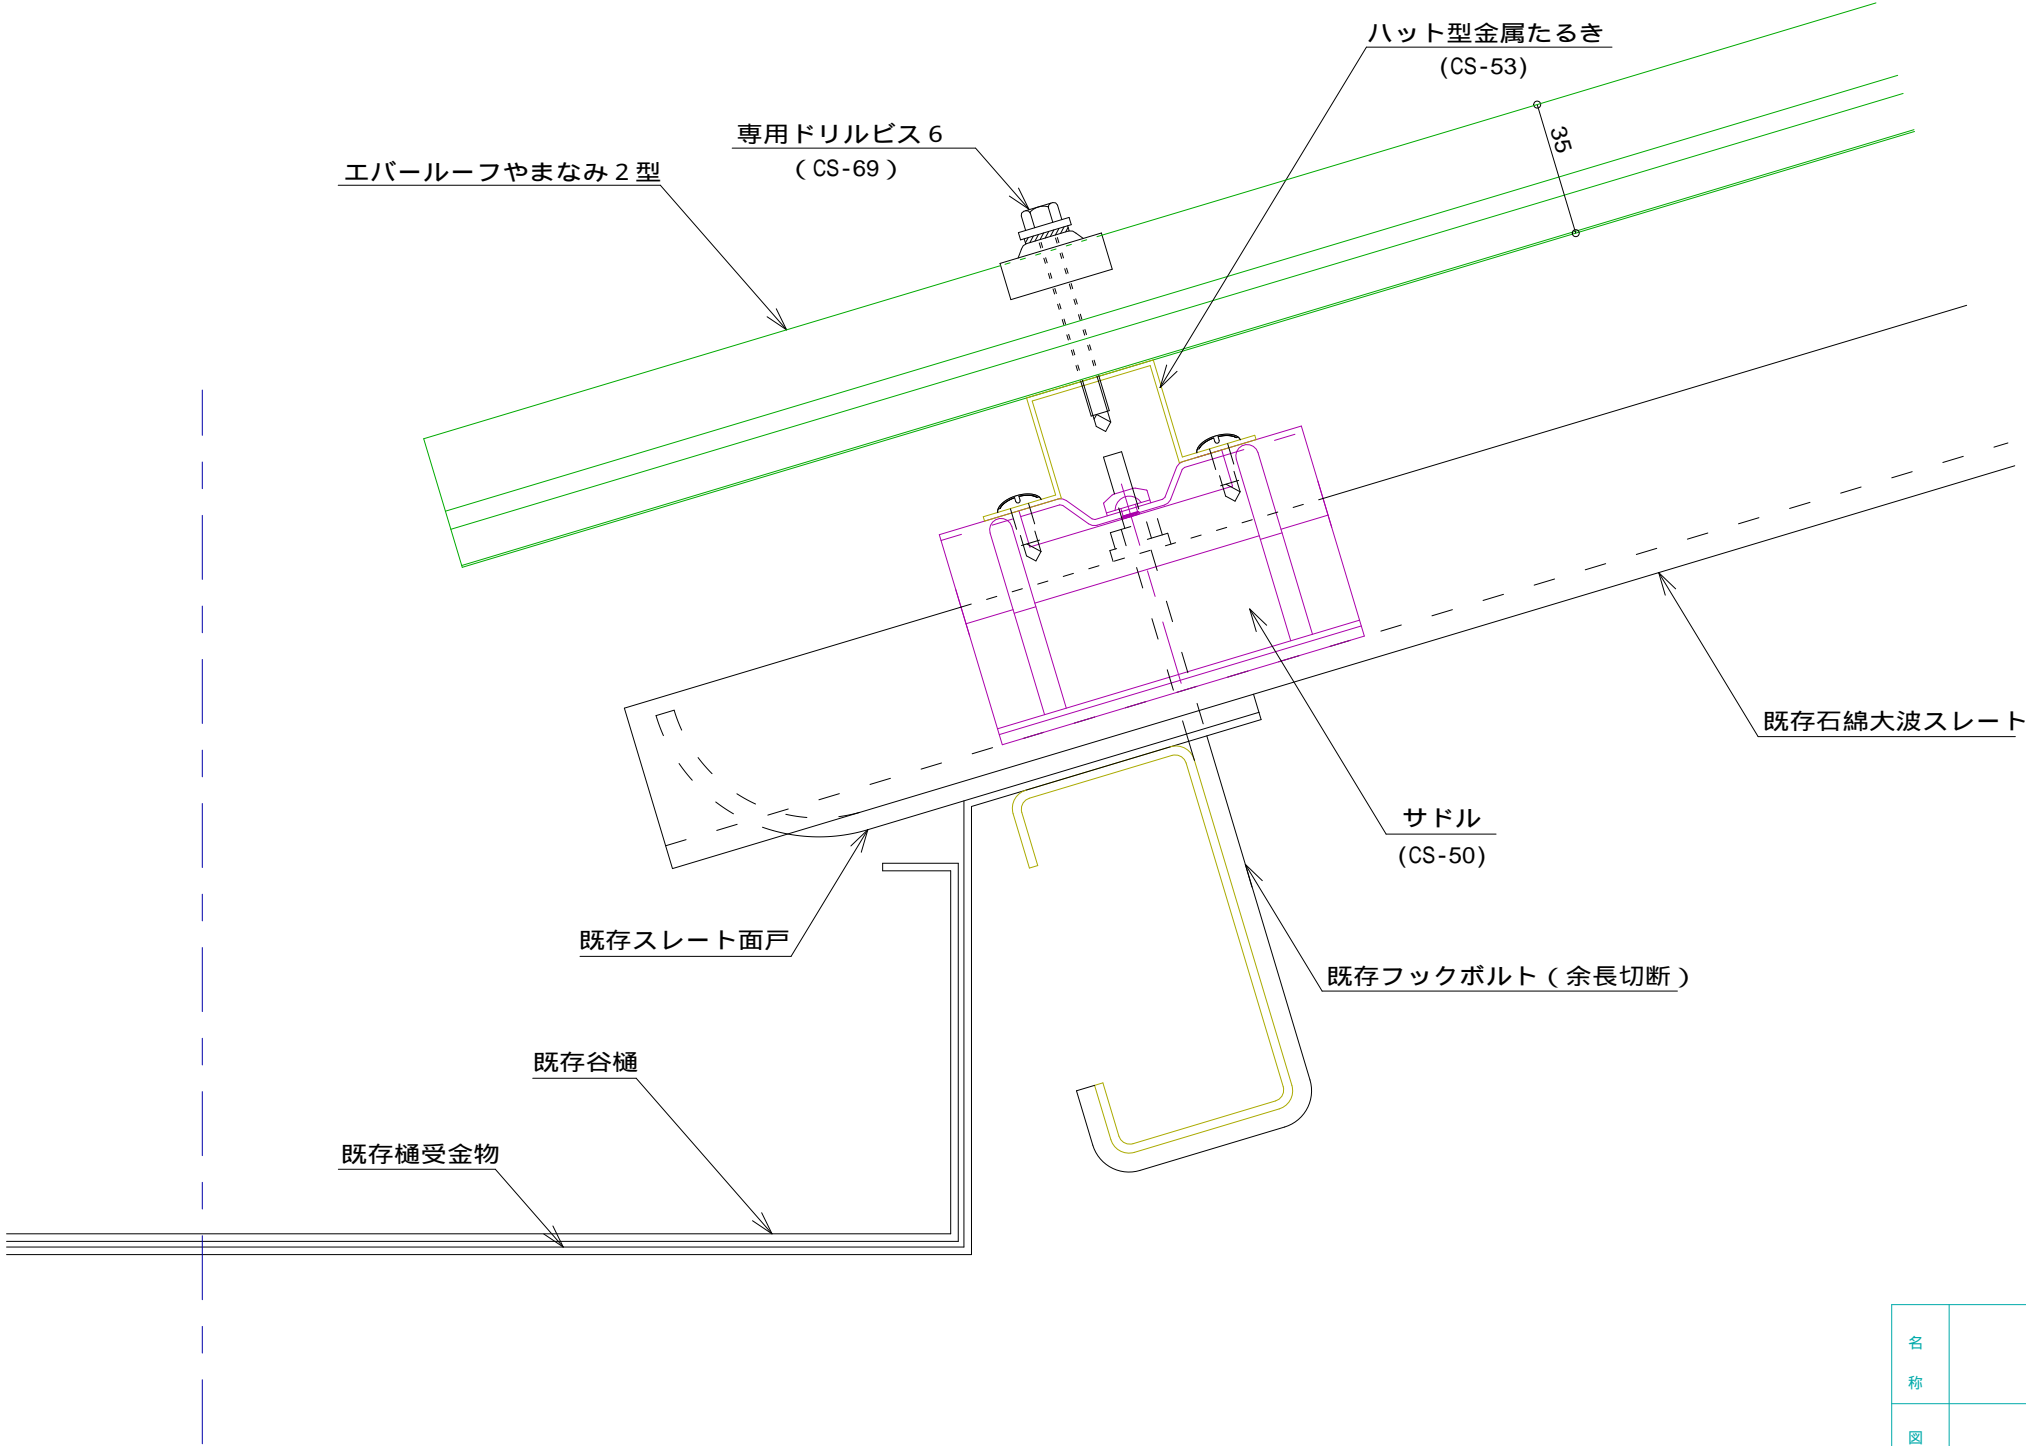 ハット型金属たるき
(CS-53)
専用ドリルビス６
（CS-69）
エバールーフやまなみ２型
35
既存石綿大波スレート
サドル
(CS-50)
既存スレート面戸
既存フックボルト（余長切断）
既存谷樋
既存樋受金物
名
称
図